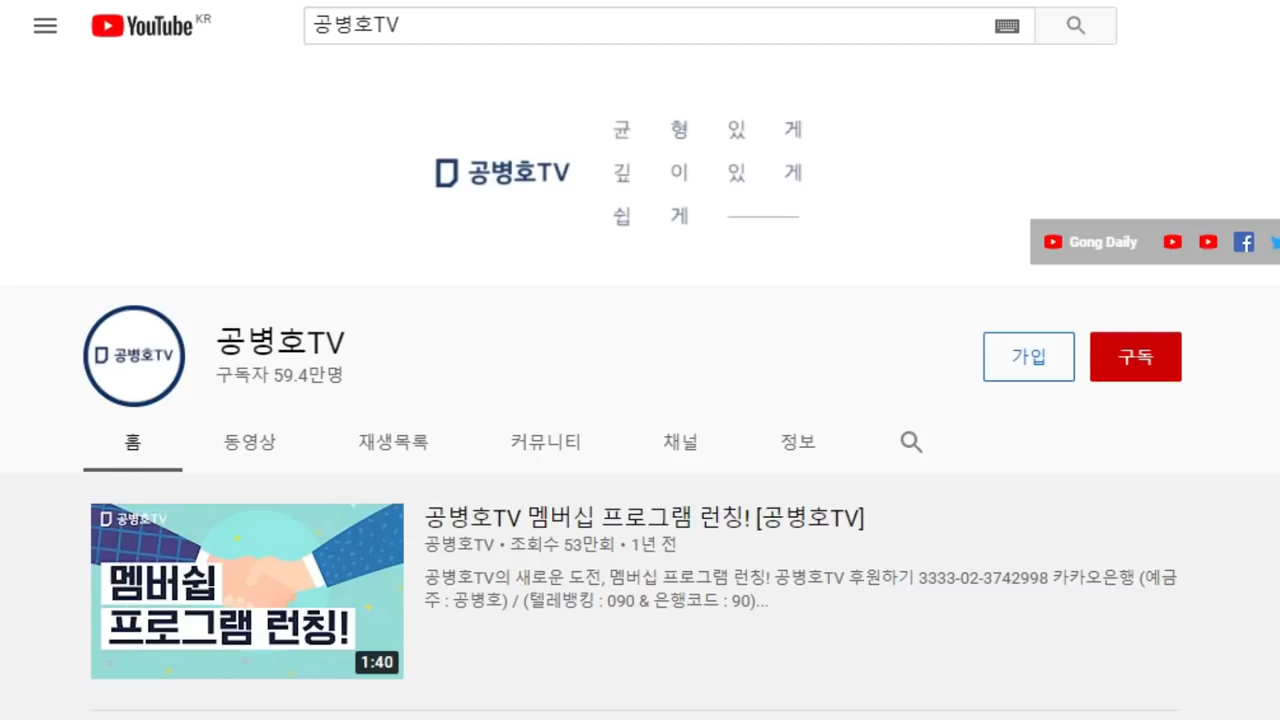 YouTube KR
공병호TV
공병호TV
균 형 있 게
깊 이 있 게
쉽 게
Gong Daily
공병호TV
공병호TV
구독자 59.4만명
가입
구독
홈 동영상 재생목록 커뮤니티 채널 정보
공병호TV
멤버쉽
프로그램 런칭!
1:40
공병호TV 멤버십 프로그램 런칭! [공병호TV]
공병호TV • 조회수 53만회 • 1년 전
공병호TV의 새로운 도전, 멤버십 프로그램 런칭! 공병호TV 후원하기 3333-02-3742998 카카오은행 (예금
주 : 공병호) / (텔레뱅킹 : 090 & 은행코드 : 90)...